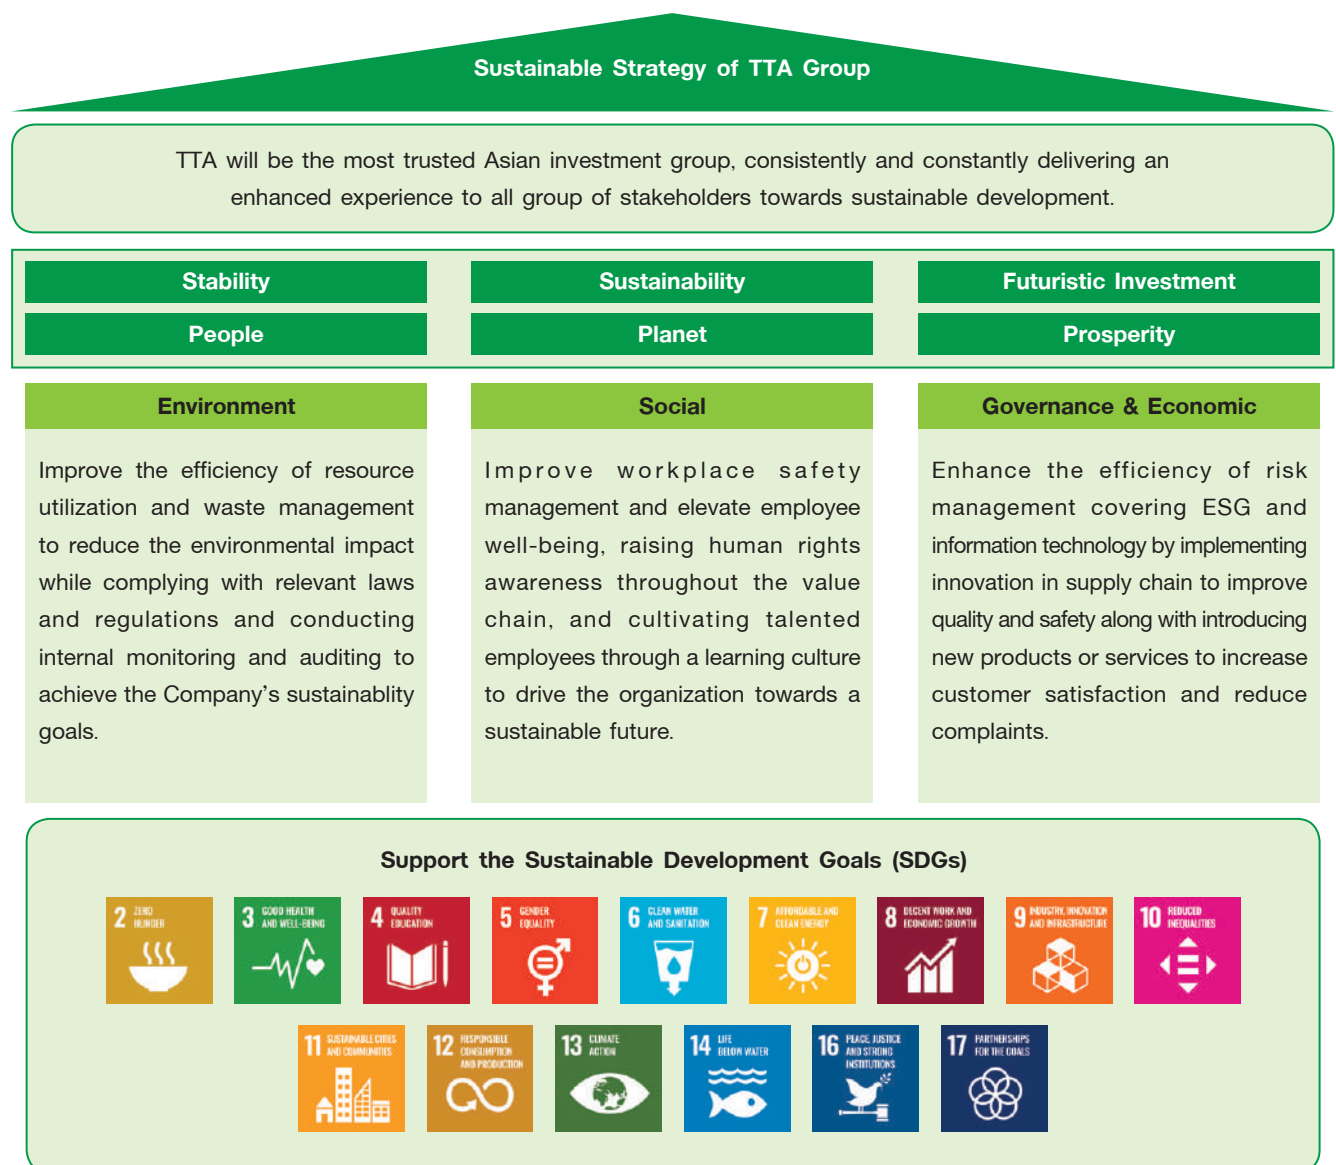 Sustainable Strategy of TTA Group
TTA will be the most trusted Asian investment group, consistently and constantly delivering an
enhanced experience to all group of stakeholders towards sustainable development.
Stability
Sustainability
Futuristic Investment
People
Planet
Prosperity
Environment
Improve the efficiency of resource
utilization and waste management
to reduce the environmental impact
while complying with relevant laws
and regulations and conducting
internal monitoring and auditing to
achieve the Company's sustainablity
goals.
Social
Improve workplace safety
management and elevate employee
well-being, raising human rights
awareness throughout the value
chain, and cultivating talented
employees through a learning culture
to drive the organization towards a
sustainable future.
Governance & Economic
Enhance the efficiency of risk
management covering ESG and
information technology by implementing
innovation in supply chain to improve
quality and safety along with introducing
new products or services to increase
customer satisfaction and reduce
complaints.
Support the Sustainable Development Goals (SDGs)
2 ZERO
HUNGER
3 GOOD HEALTH
AND WELL-BEING
4 QUALITY
EDUCATION
5 GENDER
EQUALITY
6 CLEAN WATER
AND SANITATION
7 AFFORDABLE AND
CLEAN ENERGY
8 DECENT WORK AND
ECONOMIC GROWTH
9 INDUSTRY, INNOVATION
AND INFRASTRUCTURE
10 REDUCED
INEQUALITIES
11 SUSTAINABLE CITIES
AND COMMUNITIES
12 RESPONSIBLE
CONSUMPTION
AND PRODUCTION
13 CLIMATE
ACTION
14 LIFE
BELOW WATER
16 PEACE, JUSTICE
AND STRONG
INSTITUTIONS
17 PARTNERSHIPS
FOR THE GOALS